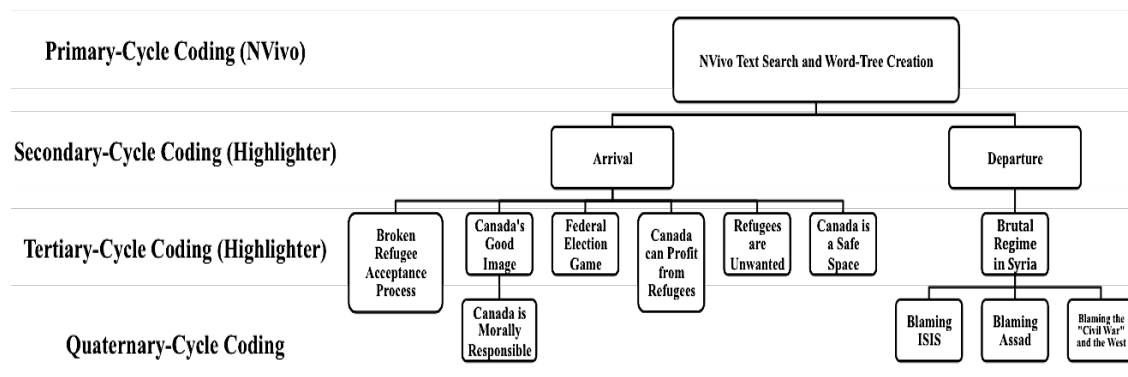 Primary-Cycle Coding (NVivo)
NVivo Text Search and Word-Tree Creation
Secondary-Cycle Coding (Highlighter)
Arrival
Departure
Tertiary-Cycle Coding (Highlighter)
Broken
Refugee
Acceptance
Process
Canada's
Good
Image
Federal
Election
Game
Canada
can Profit
from
Refugees
Refugees
are
Unwanted
Canada is
a Safe
Space
Brutal
Regime
in Syria
Quaternary-Cycle Coding
Canada is
Morally
Responsible
Blaming
ISIS
Blaming
Assad
Blaming the
"Civil War"
and the West